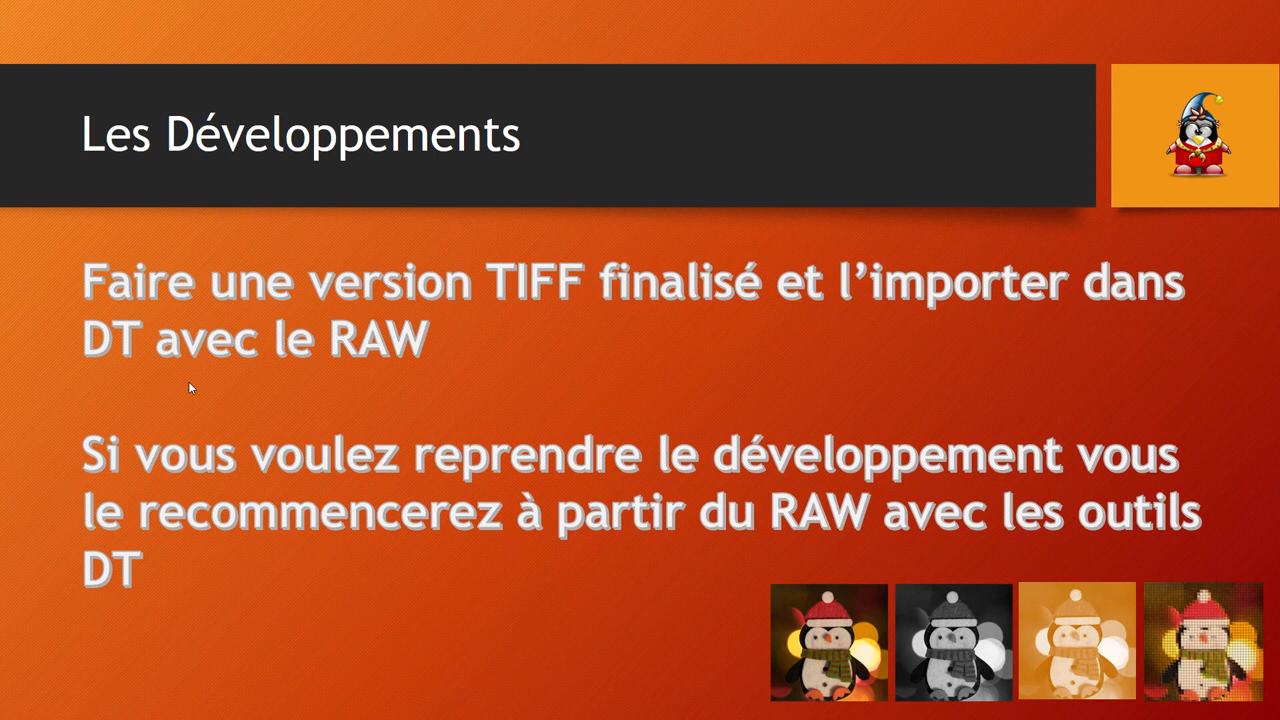 Les Développements
Faire une version TIFF finalisé et l’importer dans
DT avec le RAW
Si vous voulez reprendre le développement vous
le recommencerez à partir du RAW avec les outils
DT